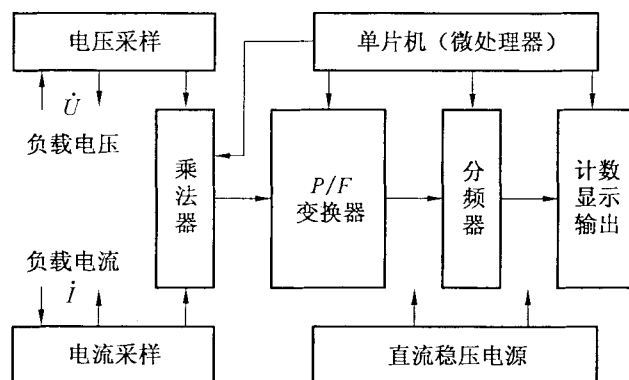 电压采样
单片机（微处理器）
U̇
负载电压
乘法器
P/F
变换器
分频器
计数
显示
输出
负载电流
İ
电流采样
直流稳压电源